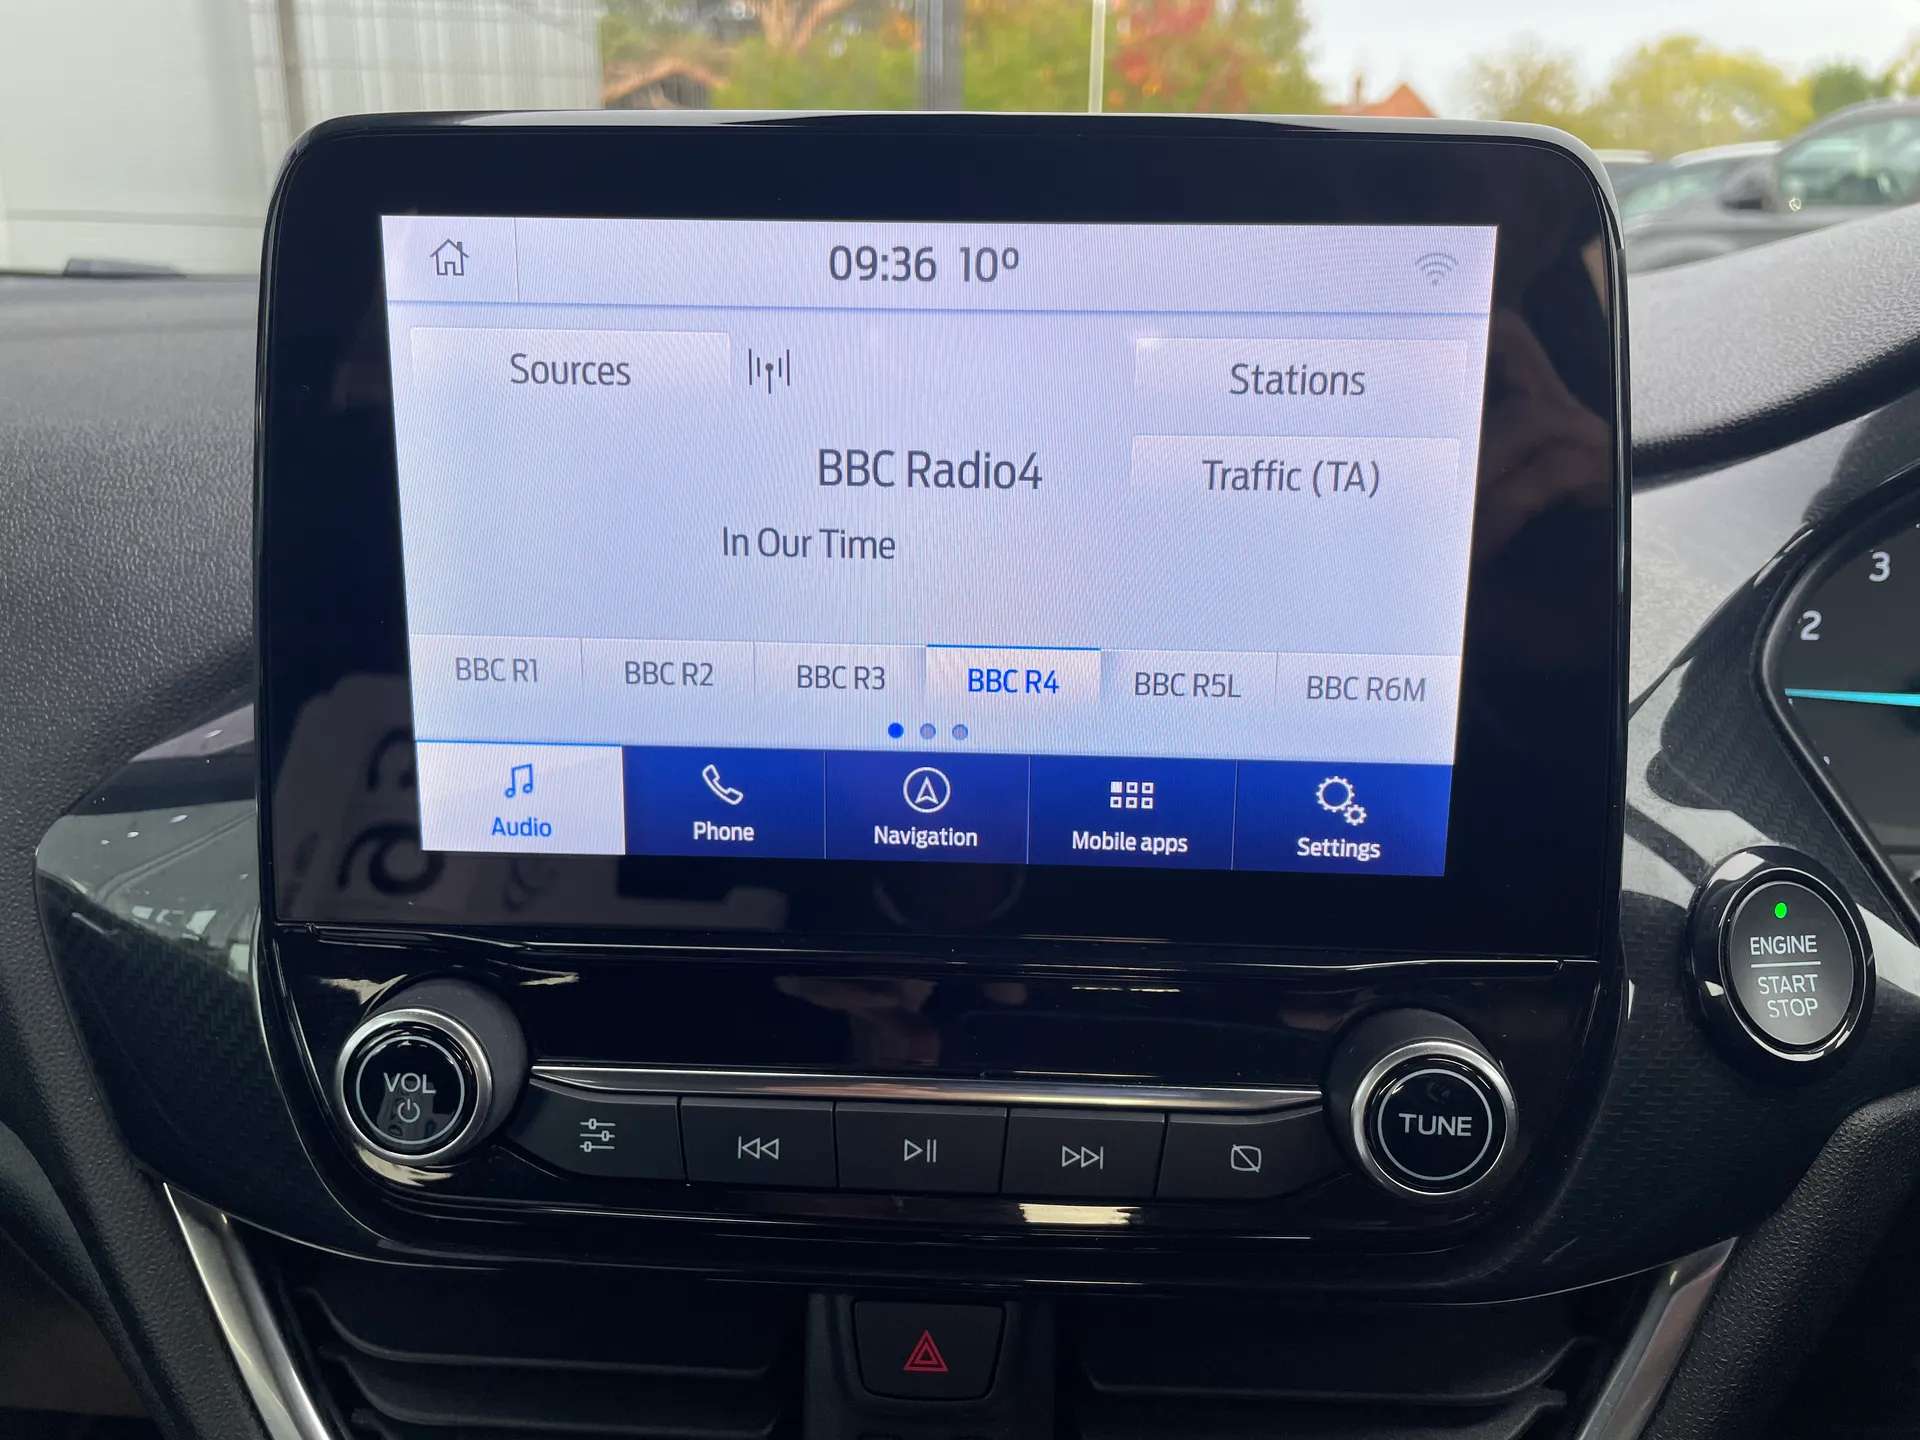 09:36 10°
Sources
Stations
BBC Radio4
Traffic (TA)
In Our Time
BBC R1 BBC R2 BBC R3 BBC R4 BBC R5L BBC R6M
Audio Phone Navigation Mobile apps Settings
3
2
ENGINE
START
STOP
VOL
TUNE